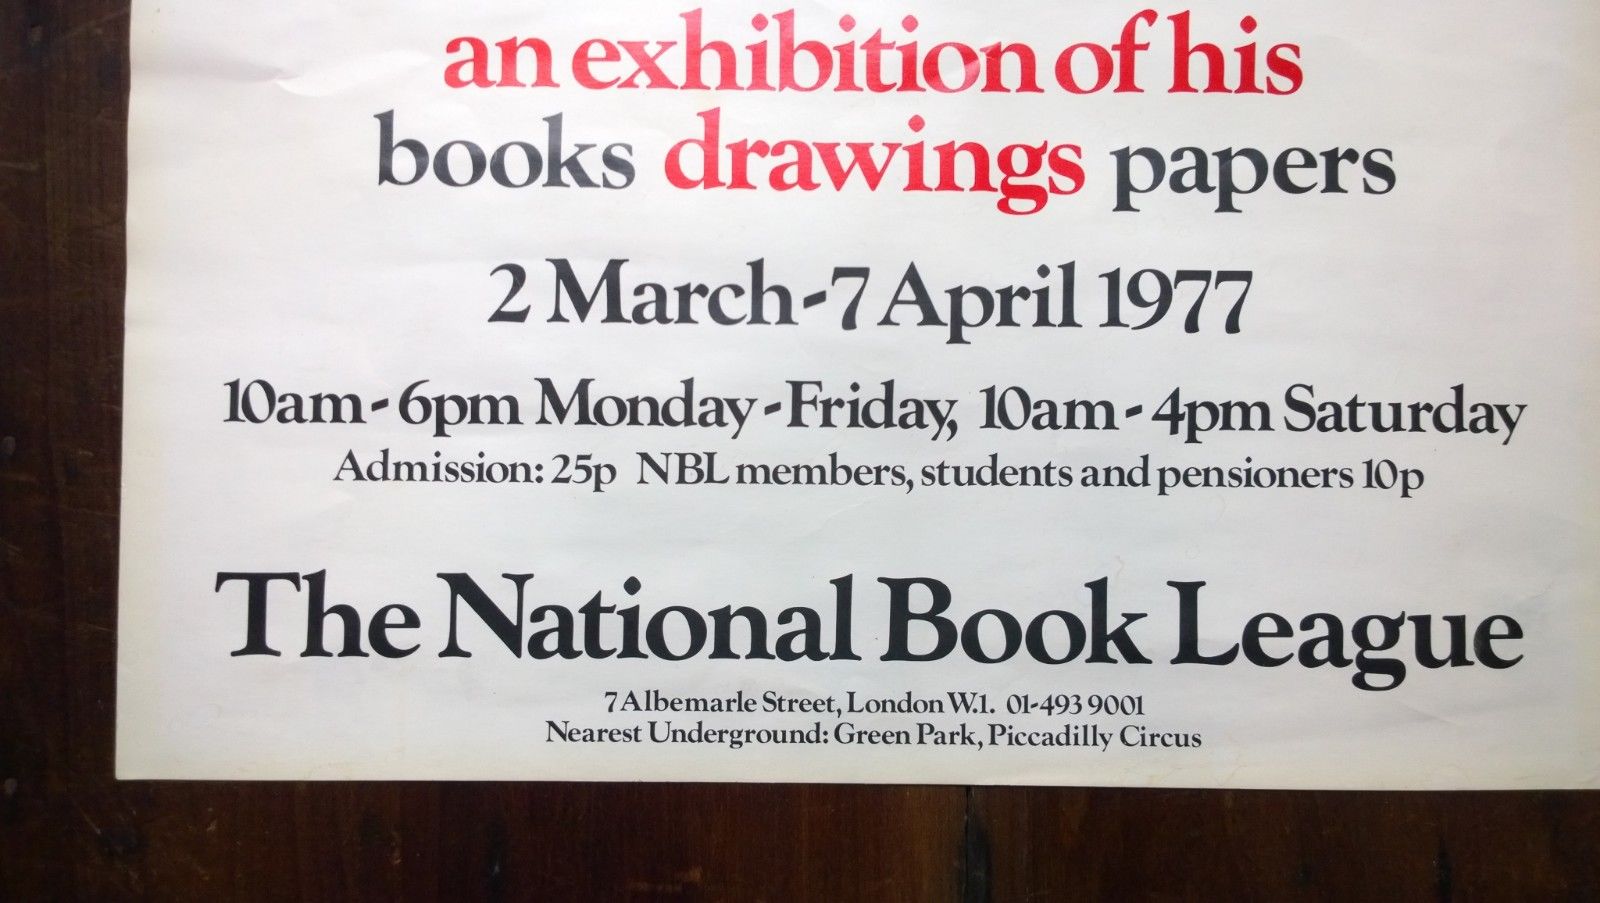 an exhibition of his
books drawings papers
2 March-7 April 1977
10am-6pm Monday-Friday, 10am-4pm Saturday
Admission: 25p NBL members, students and pensioners 10p
The National Book League
7 Albemarle Street, London W.1. 01-493 9001
Nearest Underground: Green Park, Piccadilly Circus